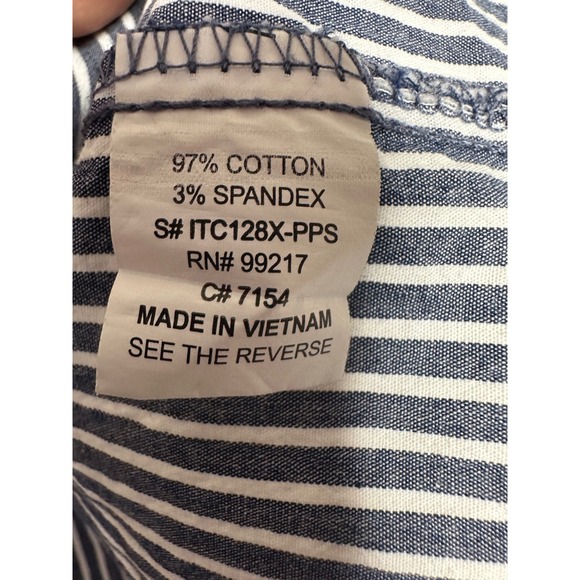 97% COTTON
3% SPANDEX
S# ITC128X-PPS
RN# 99217
C# 7154
MADE IN VIETNAM
SEE THE REVERSE